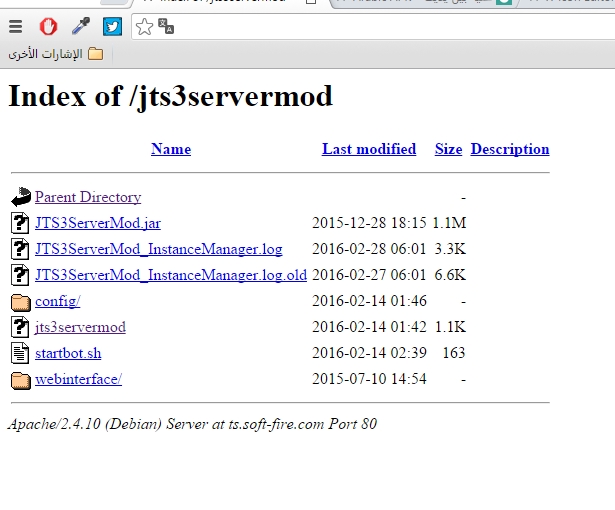 الإشارات الأخرى
Index of /jts3servermod
Name Last modified Size Description
Parent Directory -
JTS3ServerMod.jar 2015-12-28 18:15 1.1M
JTS3ServerMod_InstanceManager.log 2016-02-28 06:01 3.3K
JTS3ServerMod_InstanceManager.log.old 2016-02-27 06:01 6.6K
config/ 2016-02-14 01:46 -
jts3servermod 2016-02-14 01:42 1.1K
startbot.sh 2016-02-14 02:39 163
webinterface/ 2015-07-10 14:54 -
Apache/2.4.10 (Debian) Server at ts.soft-fire.com Port 80